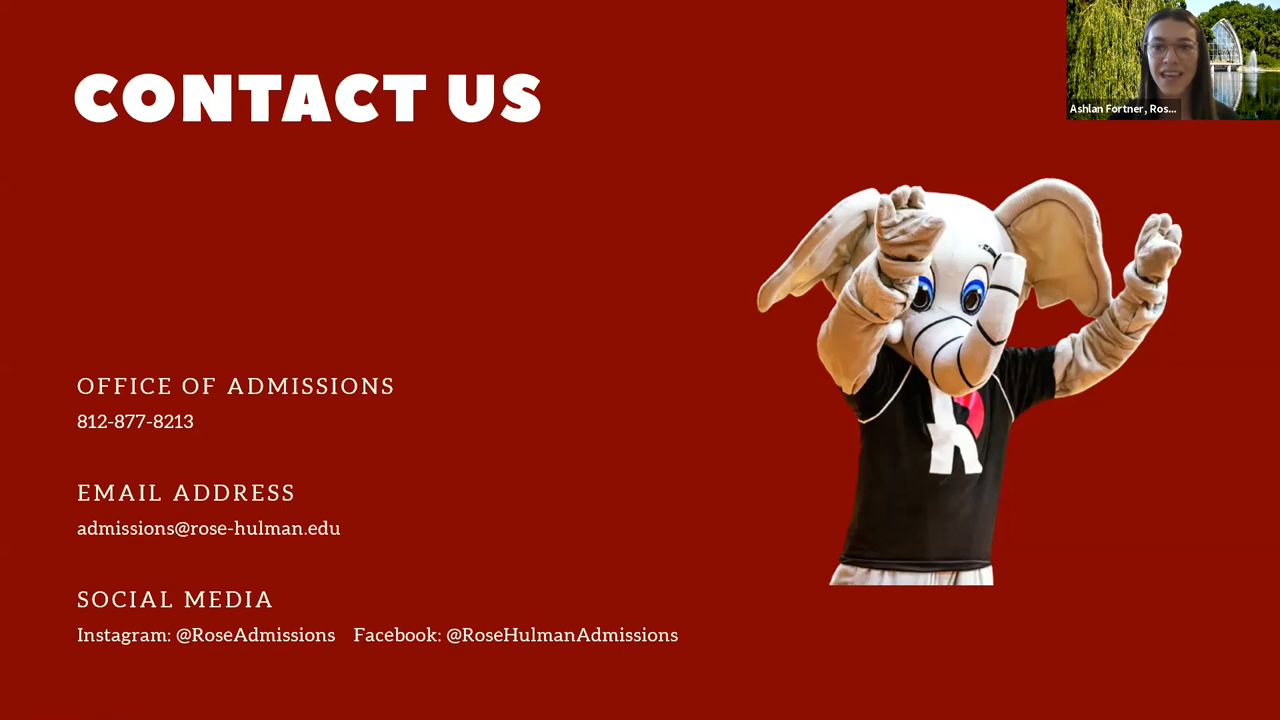 CONTACT US
Ashlan Fortner, Ros...
OFFICE OF ADMISSIONS
812-877-8213
EMAIL ADDRESS
admissions@rose-hulman.edu
SOCIAL MEDIA
Instagram: @RoseAdmissions Facebook: @RoseHulmanAdmissions